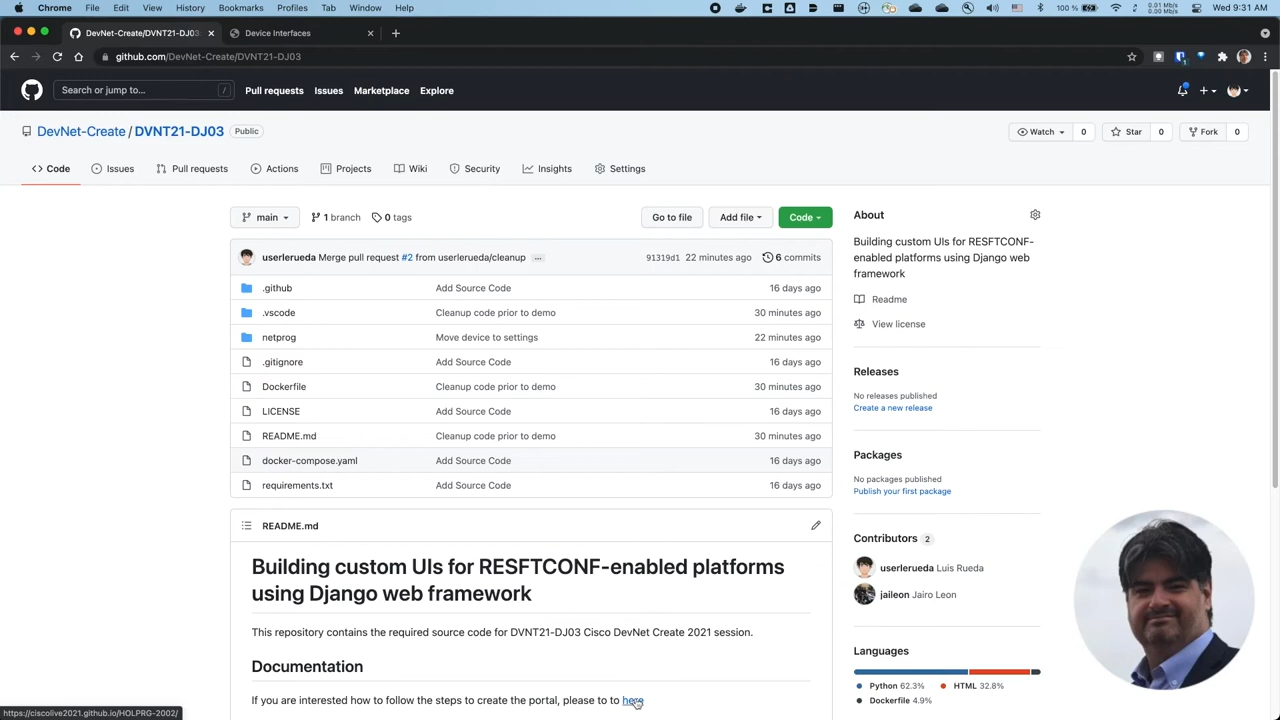 Chrome File Edit View History Bookmarks Profiles Tab Window Help 100 % 0.01 MB/s 0.01 MB/s Wed 9:31 AM
DevNet-Create/DVNT21-DJ03 Device Interfaces
github.com/DevNet-Create/DVNT21-DJ03
Search or jump to... / Pull requests Issues Marketplace Explore
DevNet-Create / DVNT21-DJ03 Public Watch 0 Star 0 Fork 0
Code Issues Pull requests Actions Projects Wiki Security Insights Settings
main 1 branch 0 tags Go to file Add file Code
userlerueda Merge pull request #2 from userlerueda/cleanup ... 91319d1 22 minutes ago 6 commits
.github Add Source Code 16 days ago
.vscode Cleanup code prior to demo 30 minutes ago
netprog Move device to settings 22 minutes ago
.gitignore Add Source Code 16 days ago
Dockerfile Cleanup code prior to demo 30 minutes ago
LICENSE Add Source Code 16 days ago
README.md Cleanup code prior to demo 30 minutes ago
docker-compose.yaml Add Source Code 16 days ago
requirements.txt Add Source Code 16 days ago
README.md
Building custom UIs for RESFTCONF-enabled platforms
using Django web framework
This repository contains the required source code for DVNT21-DJ03 Cisco DevNet Create 2021 session.
Documentation
If you are interested how to follow the steps to create the portal, please to to here
About
Building custom UIs for RESFTCONF-
enabled platforms using Django web
framework
Readme
View license
Releases
No releases published
Create a new release
Packages
No packages published
Publish your first package
Contributors 2
userlerueda Luis Rueda
jaileon Jairo Leon
Languages
Python 62.3% HTML 32.8%
Dockerfile 4.9%
https://ciscolive2021.github.io/HOLPRG-2002/